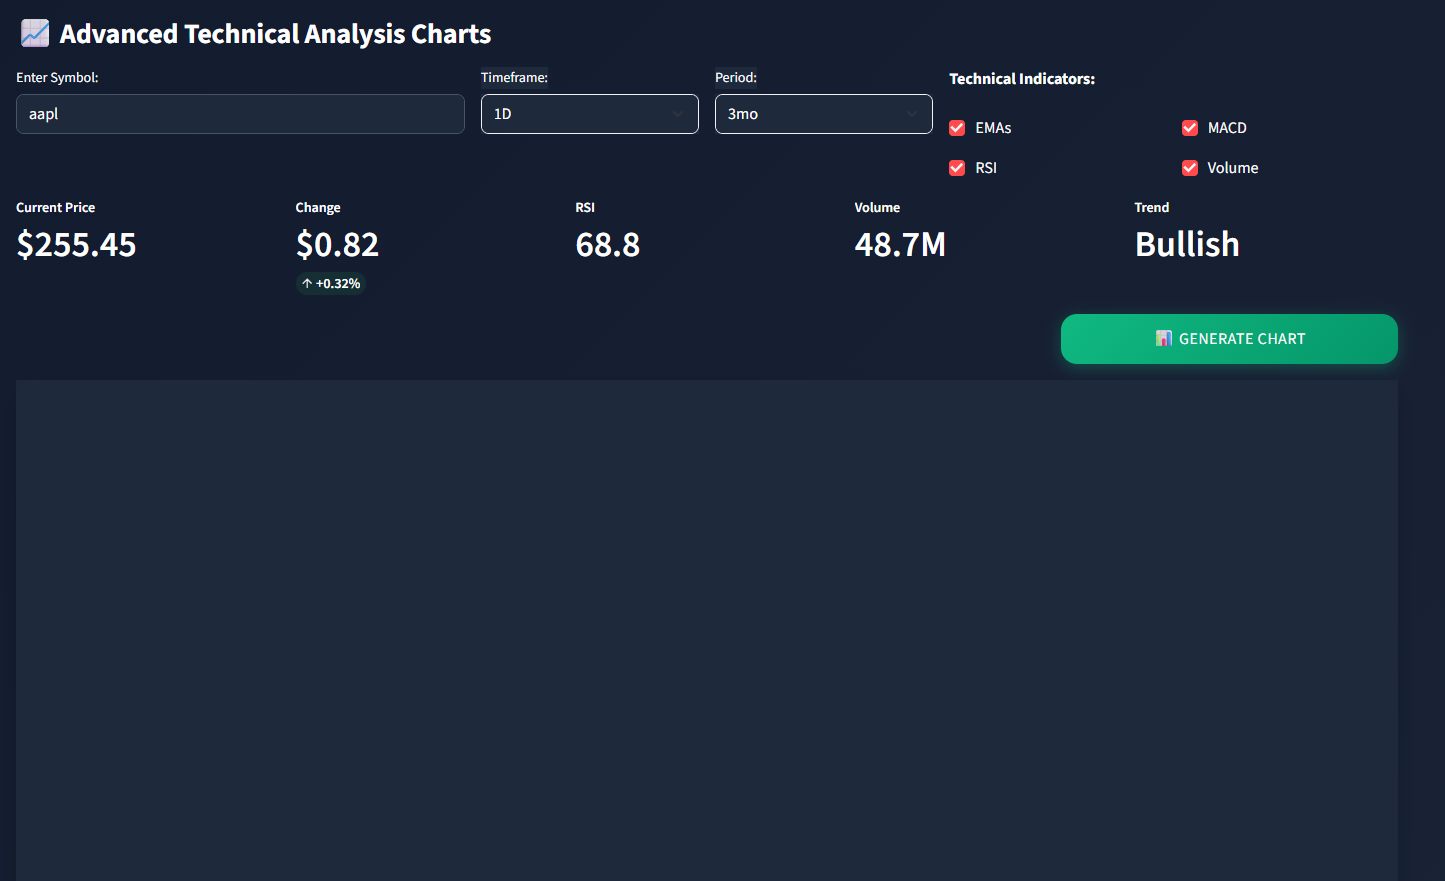 Advanced Technical Analysis Charts
Enter Symbol:
aapl
Timeframe:
1D
Period:
3mo
Technical Indicators:
EMAs
MACD
RSI
Volume
Current Price
$255.45
Change
$0.82
↑ +0.32%
RSI
68.8
Volume
48.7M
Trend
Bullish
GENERATE CHART